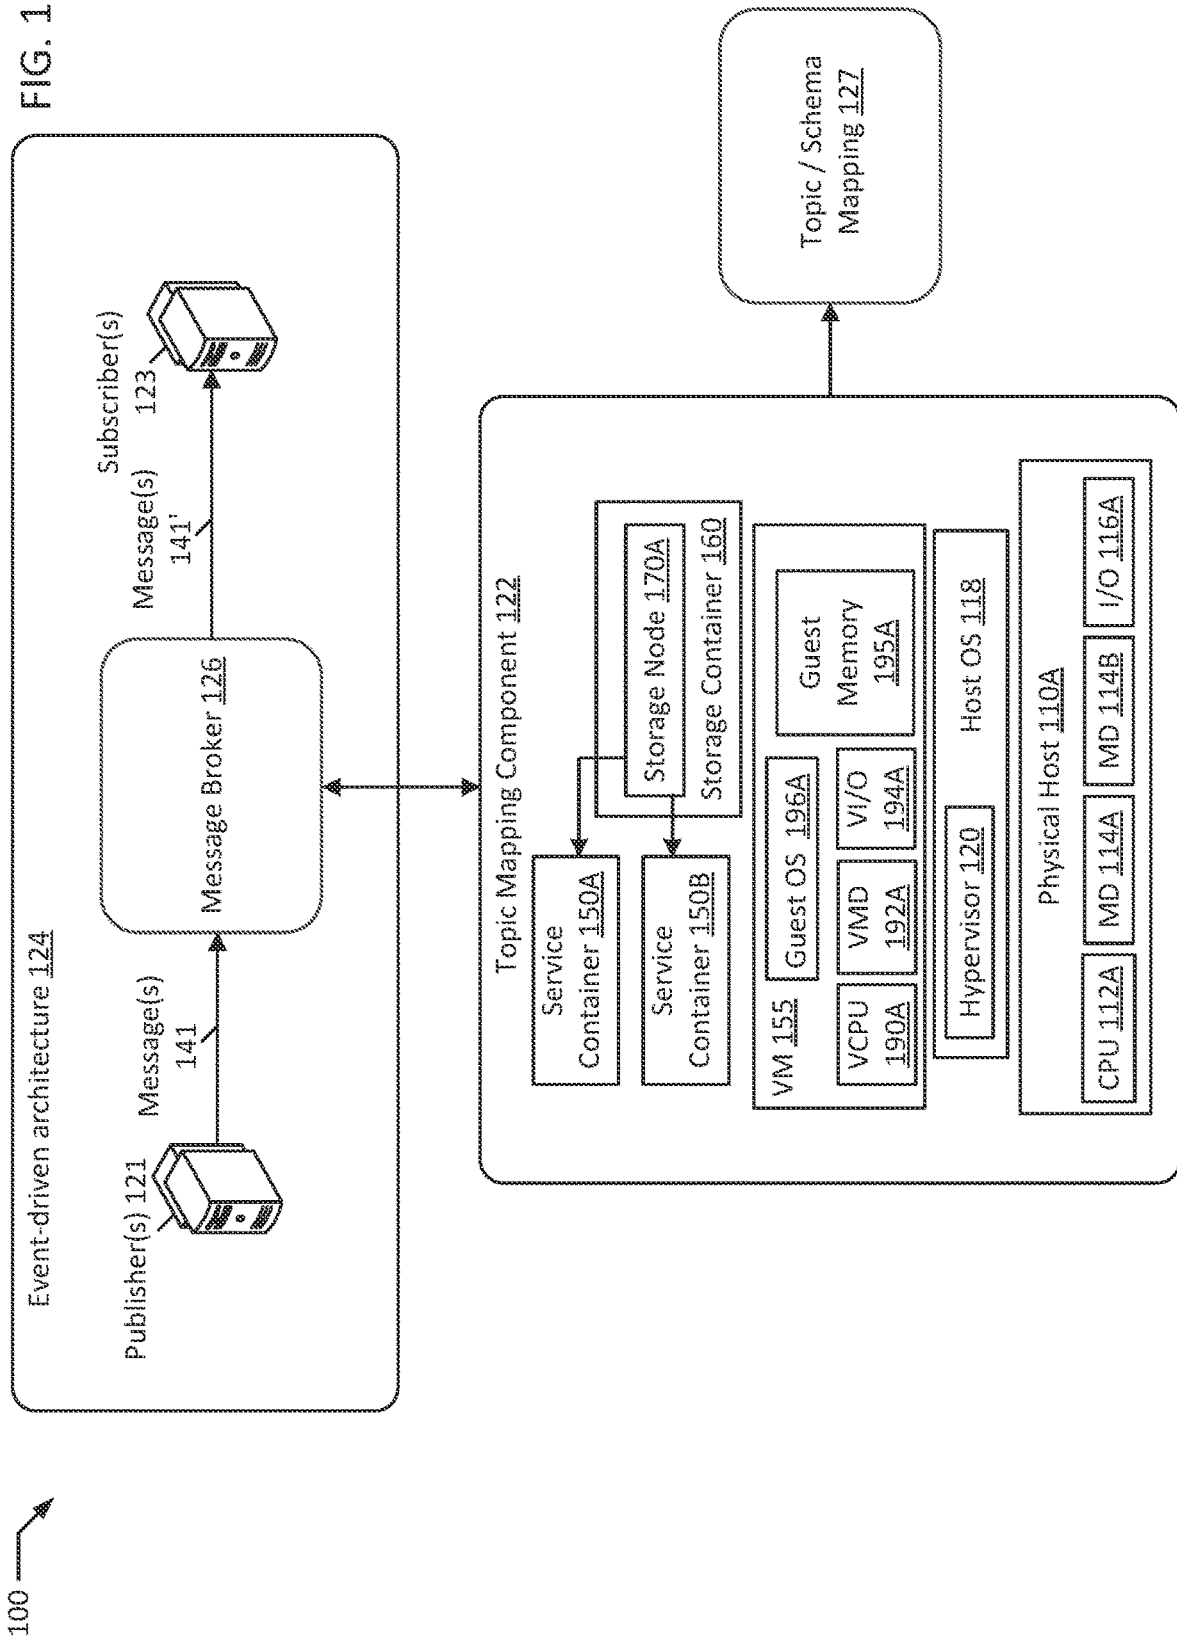 FIG. 1
100
Event-driven architecture 124
Publisher(s) 121
Message(s)
141
Message Broker 126
Message(s)
141'
Subscriber(s)
123
Topic Mapping Component 122
Service
Container 150A
Service
Container 150B
Storage Node 170A
Storage Container 160
VM 155
Guest OS 196A
VCPU
190A
VMD
192A
VI/O
194A
Guest
Memory
195A
Hypervisor 120
Host OS 118
Physical Host 110A
CPU 112A
MD 114A
MD 114B
I/O 116A
Topic / Schema
Mapping 127